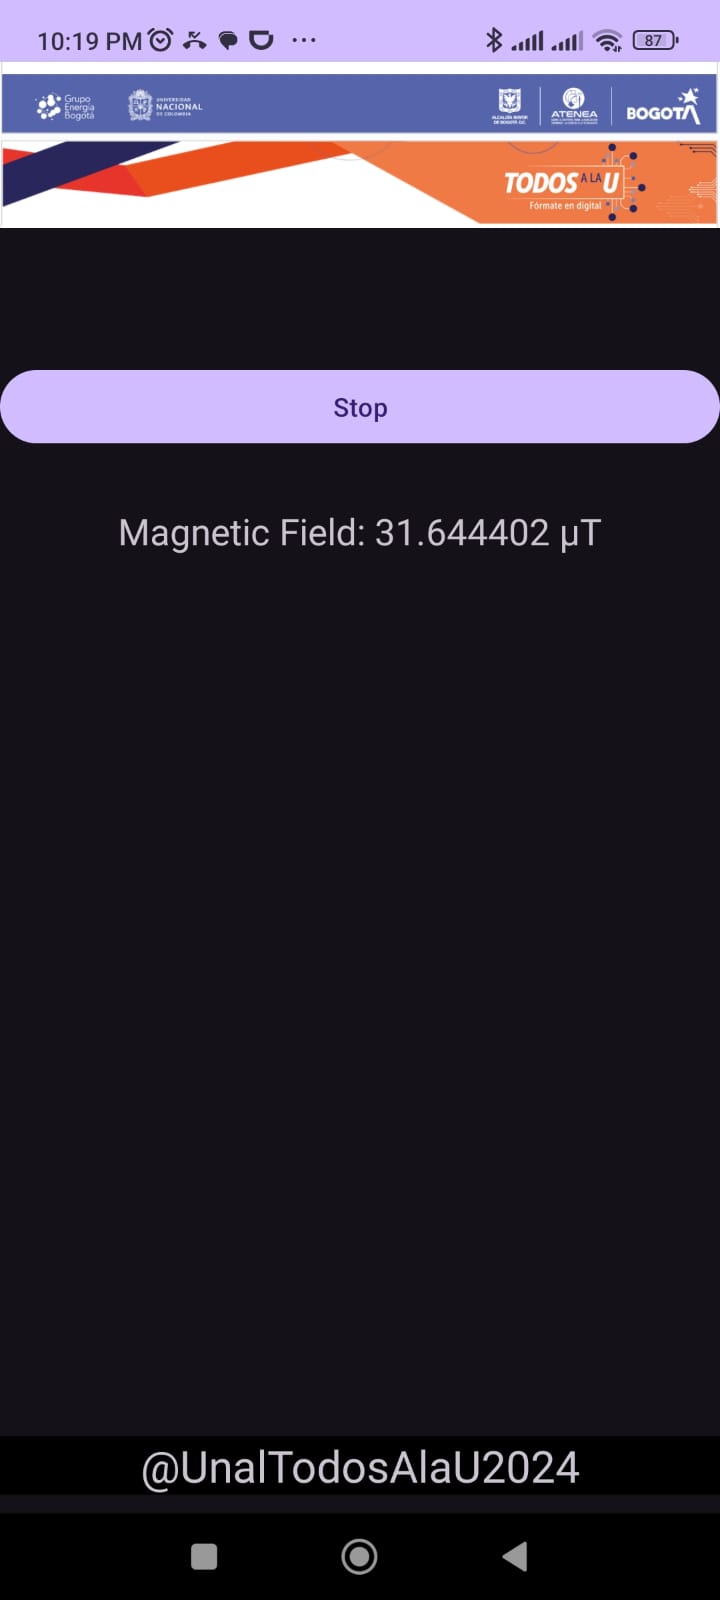 10:19 PM
87
Grupo
Energía
Bogotá
UNIVERSIDAD
NACIONAL
DE COLOMBIA
ALCALDÍA MAYOR
DE BOGOTÁ D.C.
ATENEA
BOGOTÁ
TODOS A LA U
Fórmate en digital
Stop
Magnetic Field: 31.644402 μT
@UnalTodosAlaU2024